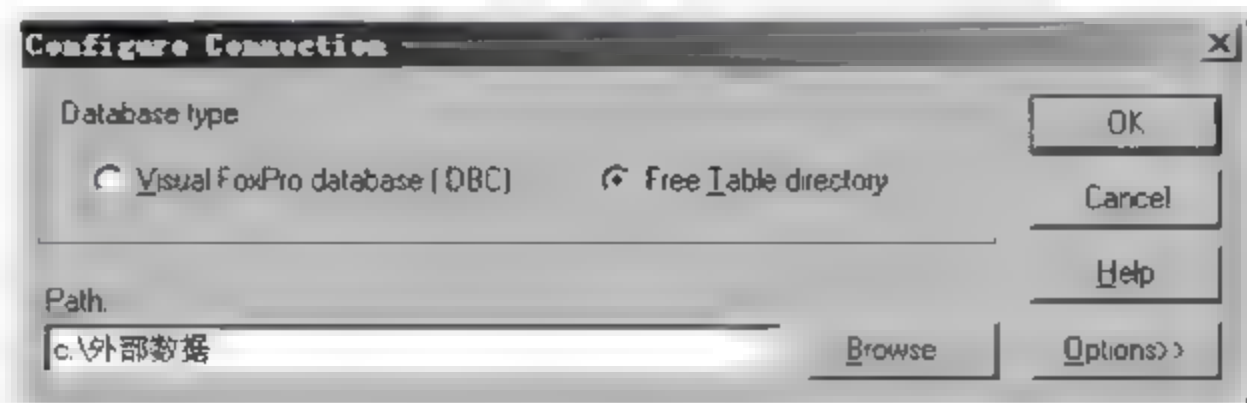 Configure Connection
Database type
Visual FoxPro database (.DBC)
Free Table directory
OK
Cancel
Help
Path:
c:\外部数据
Browse
Options>>